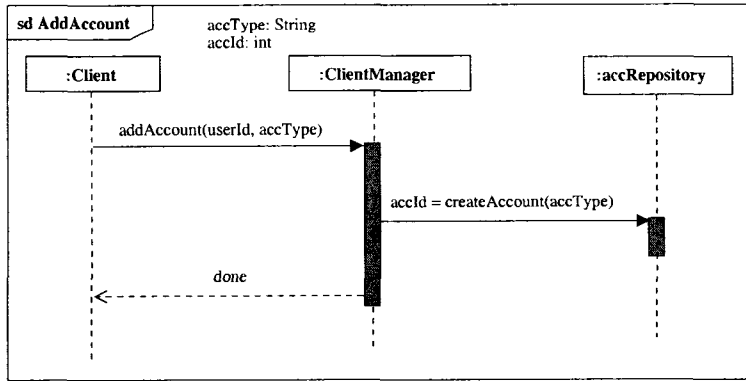 sd AddAccount
accType: String
accId: int
:Client
:ClientManager
:accRepository
addAccount(userId, accType)
accId = createAccount(accType)
done